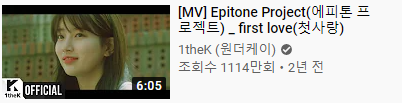 [MV] Epitone Project(에피톤 프
로젝트) _ first love(첫사랑)
1theK (원더케이)
조회수 1114만회 • 2년 전
1theK
OFFICIAL
6:05